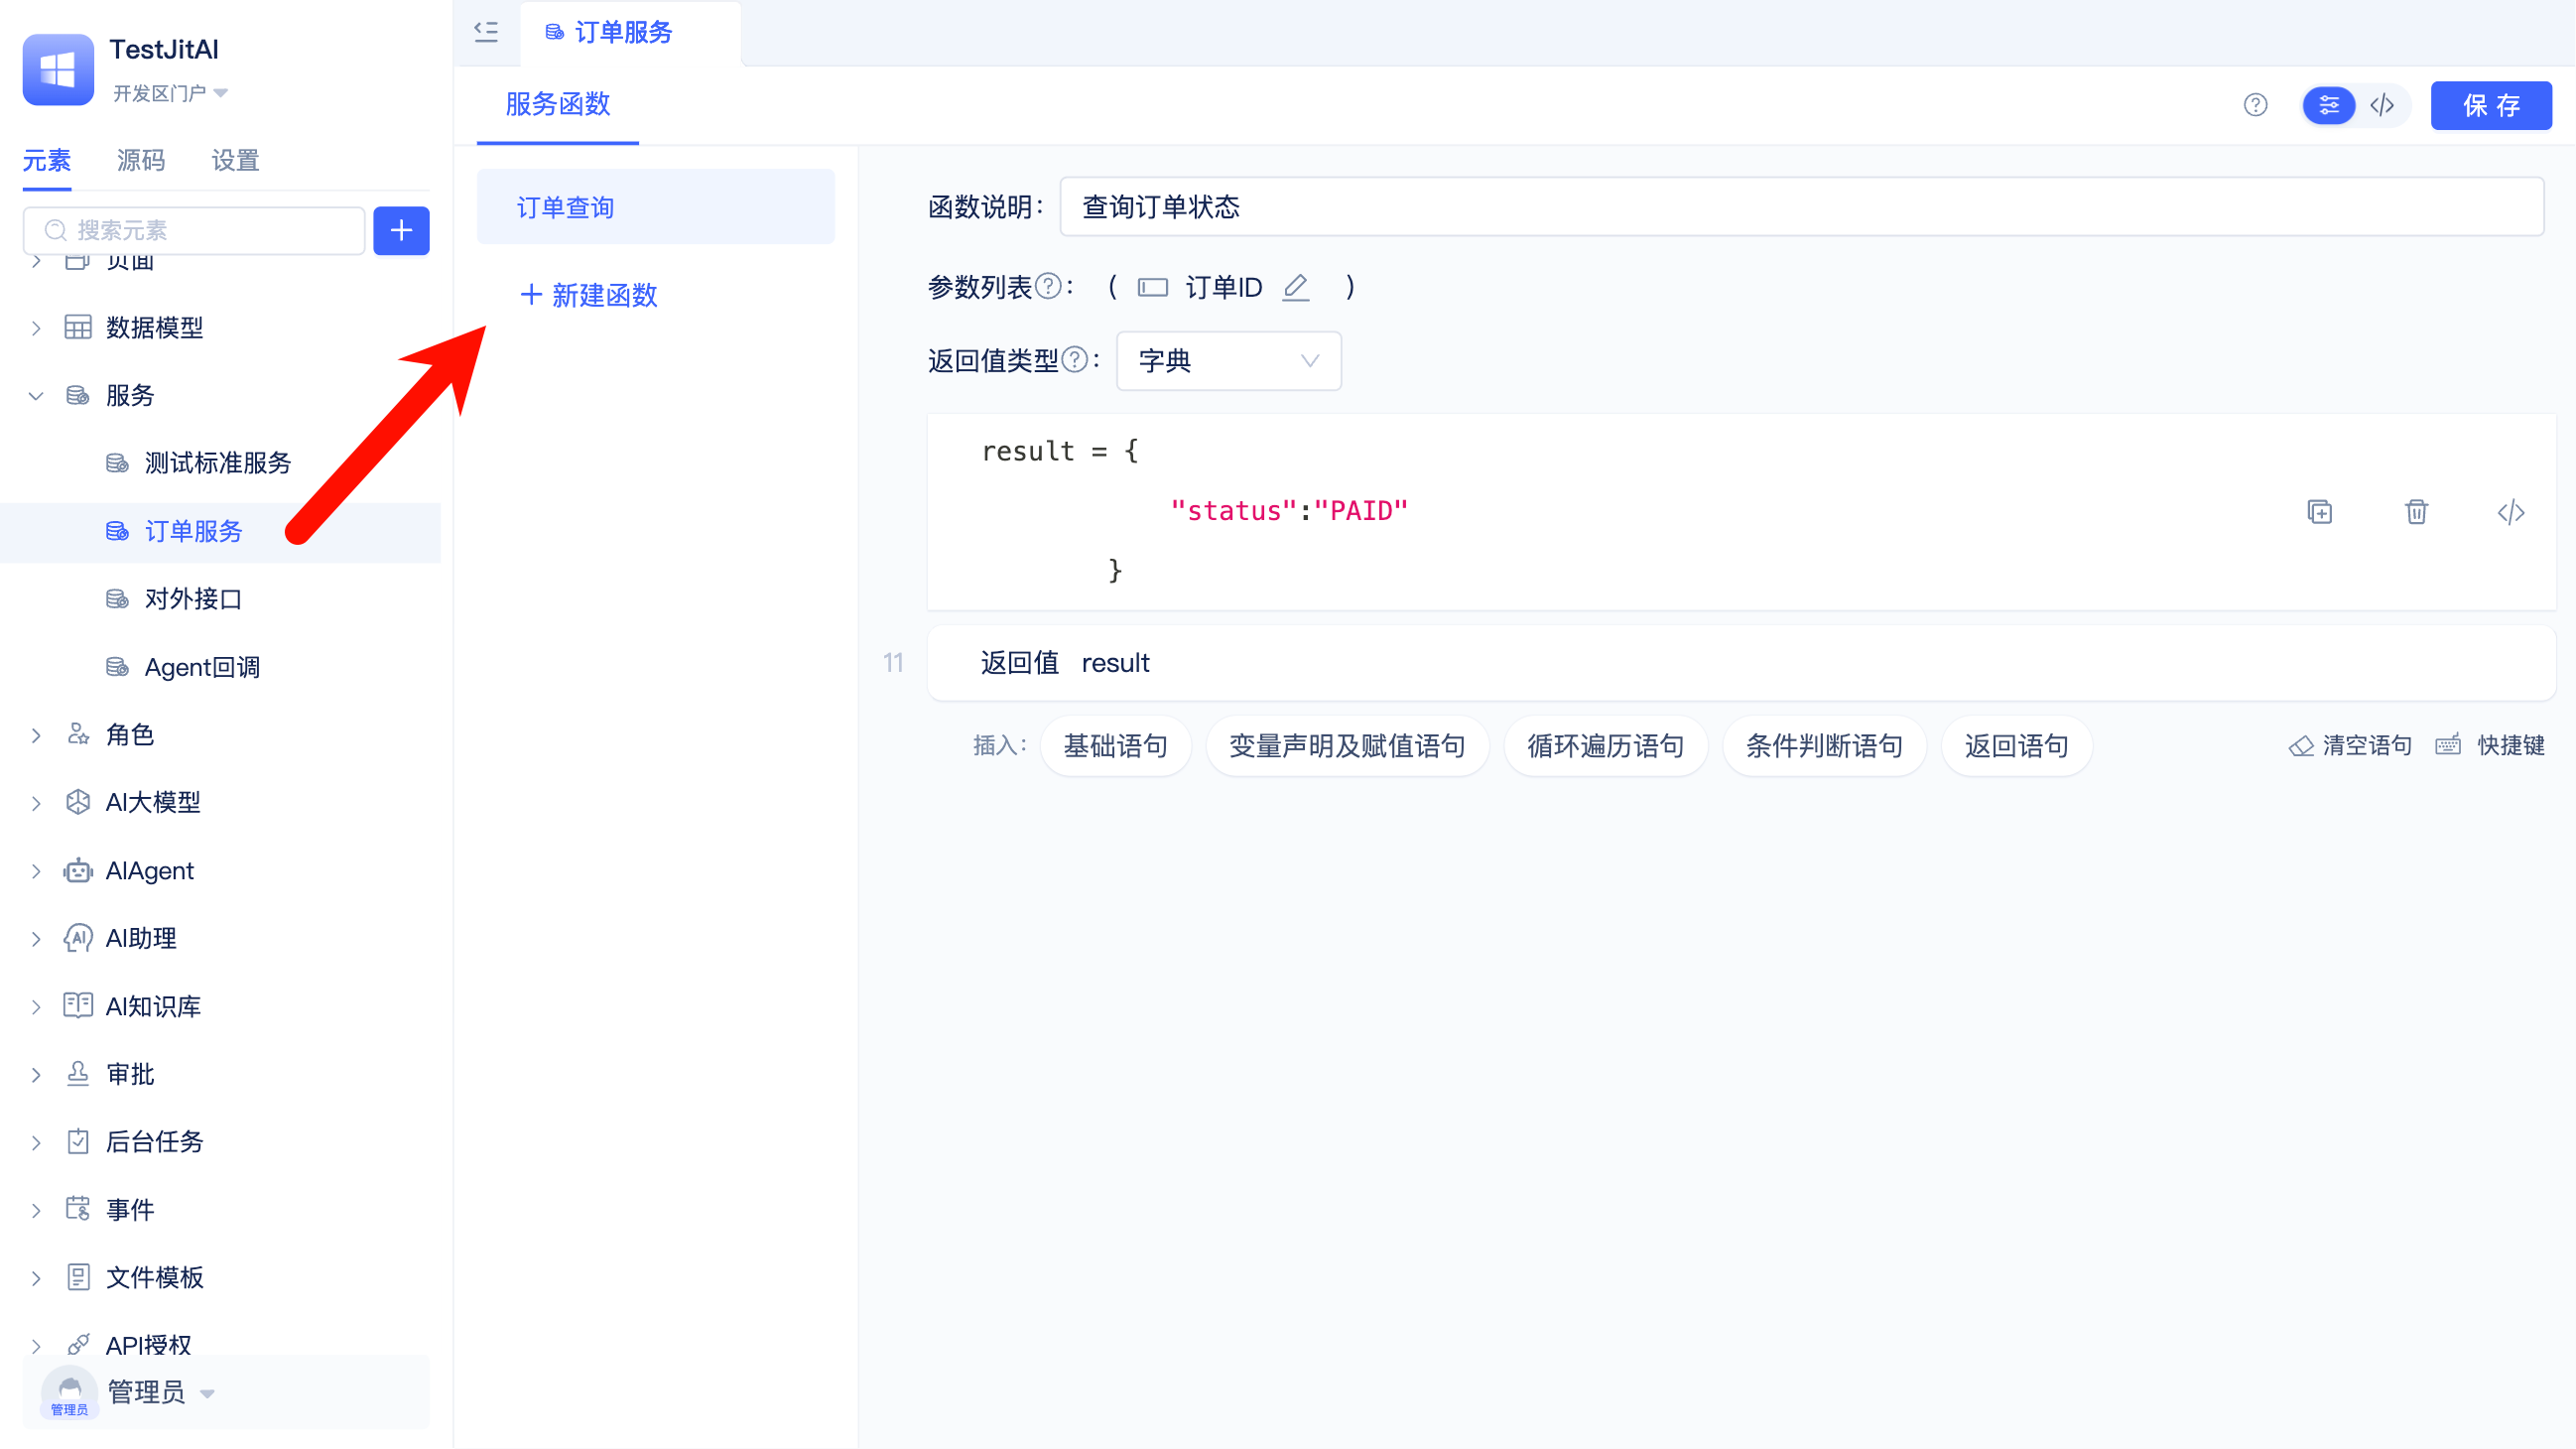 TestJitAI
开发区门户
元素 源码 设置
搜索元素
页面
数据模型
服务
测试标准服务
订单服务
对外接口
Agent回调
角色
AI大模型
AIAgent
AI助理
AI知识库
审批
后台任务
事件
文件模板
API授权
管理员
管理员
订单服务
服务函数
保 存
订单查询
新建函数
函数说明: 查询订单状态
参数列表?: ( 订单ID )
返回值类型?: 字典
result = {
"status":"PAID"
}
11 返回值 result
插入: 基础语句 变量声明及赋值语句 循环遍历语句 条件判断语句 返回语句 清空语句 快捷键